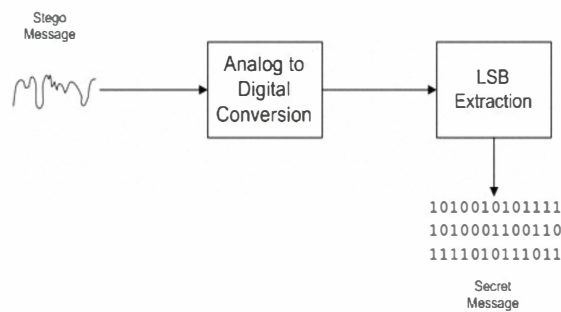 Stego
Message
Analog to
Digital
Conversion
LSB
Extraction
1010010101111
1010001100110
1111010111011
Secret
Message